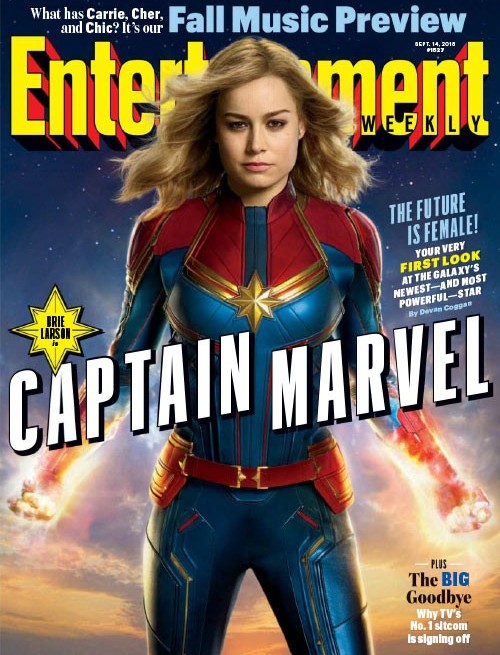 What has Carrie, Cher,
and Chic? It's our
Fall Music Preview
SEPT. 14, 2018
#1527
Entertainment
WEEKLY
THE FUTURE
IS FEMALE!
YOUR VERY
FIRST LOOK
AT THE GALAXY'S
NEWEST—AND MOST
POWERFUL—STAR
By Devan Coggan
BRIE
LARSON
is
CAPTAIN MARVEL
PLUS
The BIG
Goodbye
Why TV's
No. 1 sitcom
is signing off